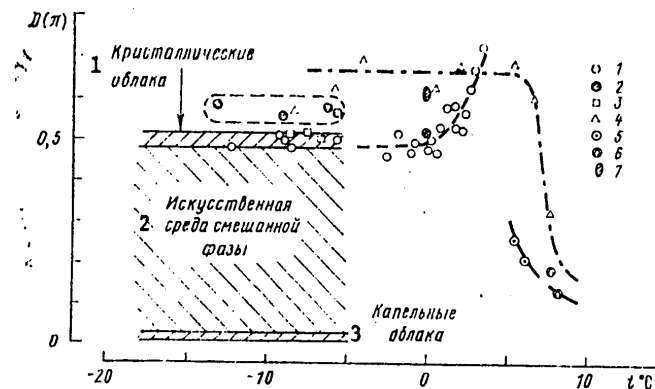 D(π)
1 Кристаллические
облака
0,5
2 Искусственная
среда смешанной
фазы
3 Капельные
облака
0
-20
-10
0
10
t°C
1
2
3
4
5
6
7